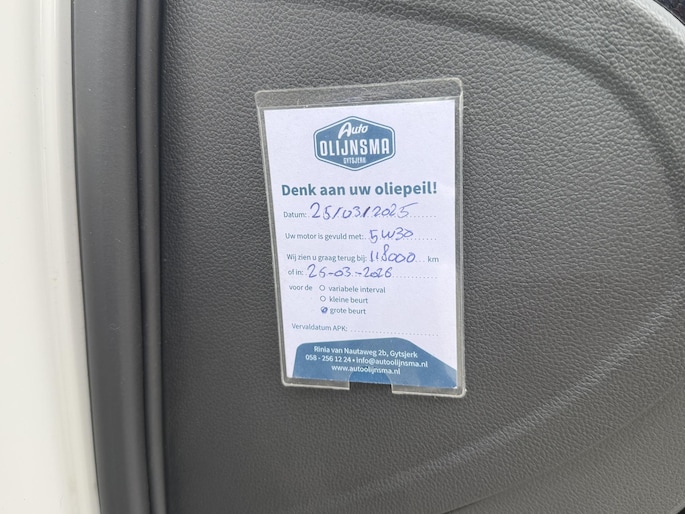 Auto
OLIJNSMA
GYTSJERK
Denk aan uw oliepeil!
Datum: 25/03/2025
Uw motor is gevuld met: 5W30
Wij zien u graag terug bij: 118000 km
of in: 25-03-2026
voor de O variabele interval
O kleine beurt
O grote beurt
Vervaldatum APK:
Rinia van Nautaweg 2b, Gytsjerk
058 - 256 12 24 • info@autoolijnsma.nl
www.autoolijnsma.nl